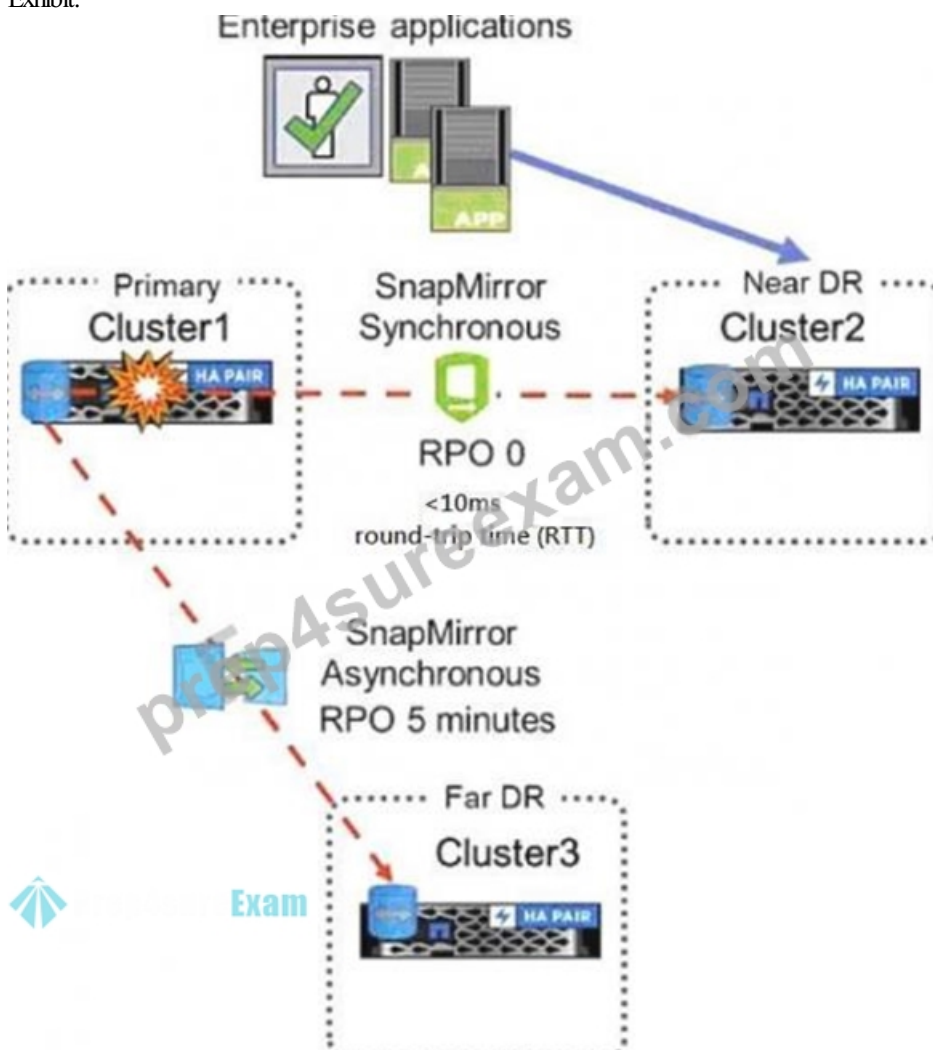 Exhibit:
Enterprise applications
A
APP
Primary
Cluster1
HA PAIR
SnapMirror
Synchronous
RPO 0
<10ms
round-trip time (RTT)
Near DR
Cluster2
HA PAIR
prep4sureexam.com
SnapMirror
Asynchronous
RPO 5 minutes
Far DR
Cluster3
HA PAIR
Exam